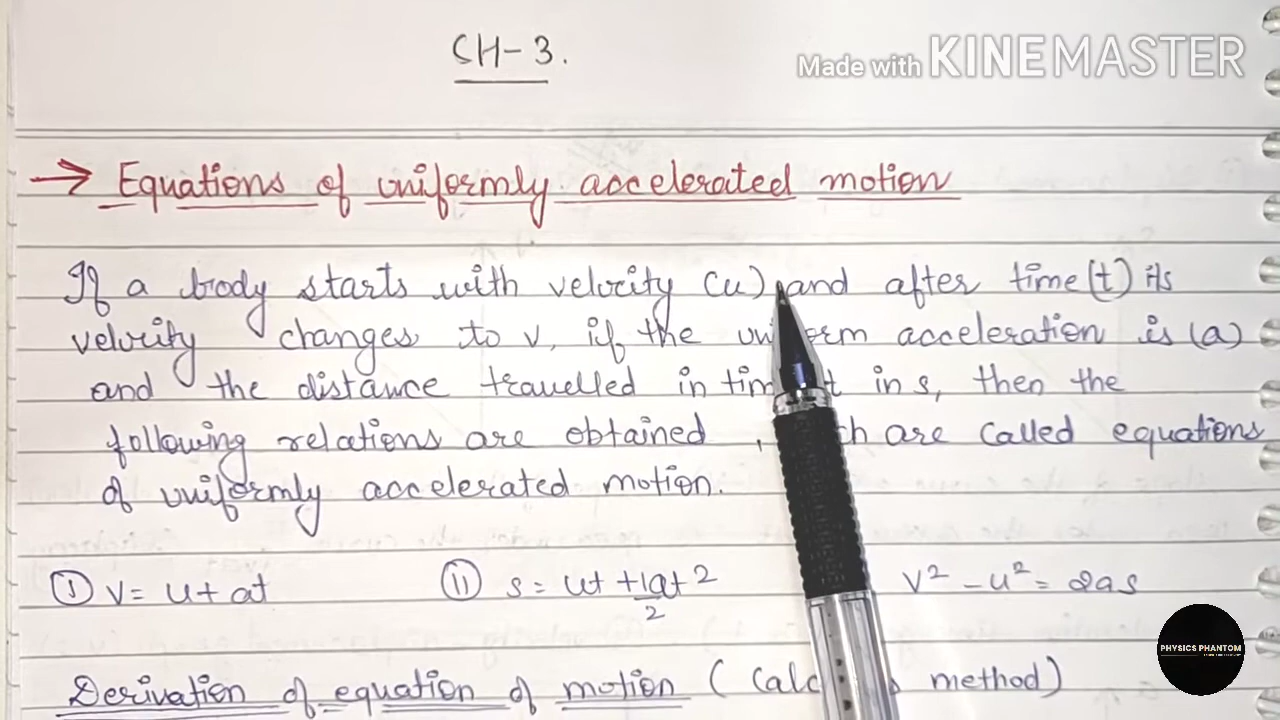 CH-3.
Made with KINEMASTER
→ Equations of uniformly accelerated motion
If a body starts with velocity (u) and after time(t) its
velocity changes to v, if the uniform acceleration is (a)
and the distance travelled in time t in s, then the
following relations are obtained, which are called equations
of uniformly accelerated motion.
Ⓘ v = u + at Ⓘⓘ s = ut + 1/2 at 2 v² - u² = 2as
PHYSICS PHANTOM
Derivation of equation of motion (Calculus method)